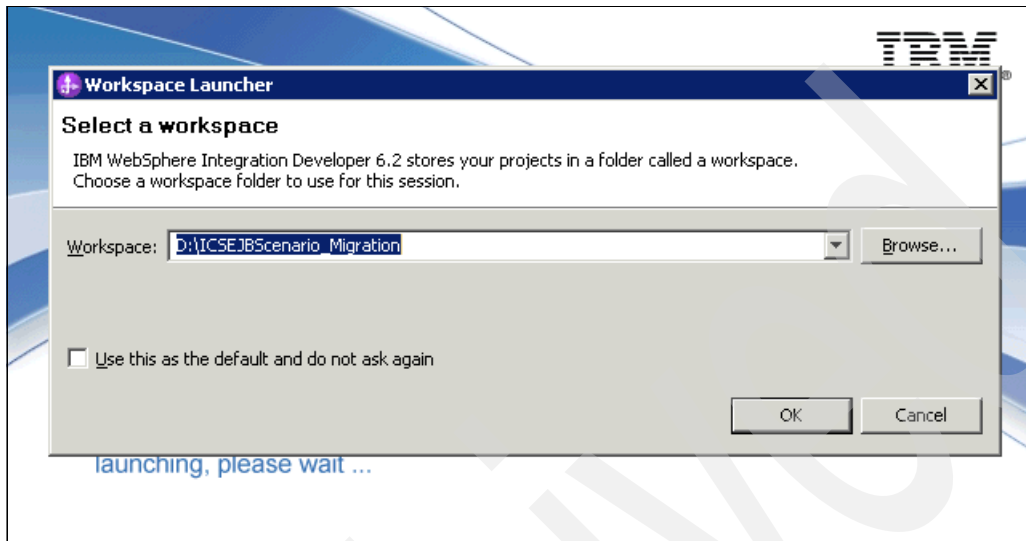 IBM
®
Workspace Launcher
Select a workspace
IBM WebSphere Integration Developer 6.2 stores your projects in a folder called a workspace.
Choose a workspace folder to use for this session.
Workspace: D:\ICSEJBScenario_Migration Browse...
Use this as the default and do not ask again
OK Cancel
launching, please wait ...